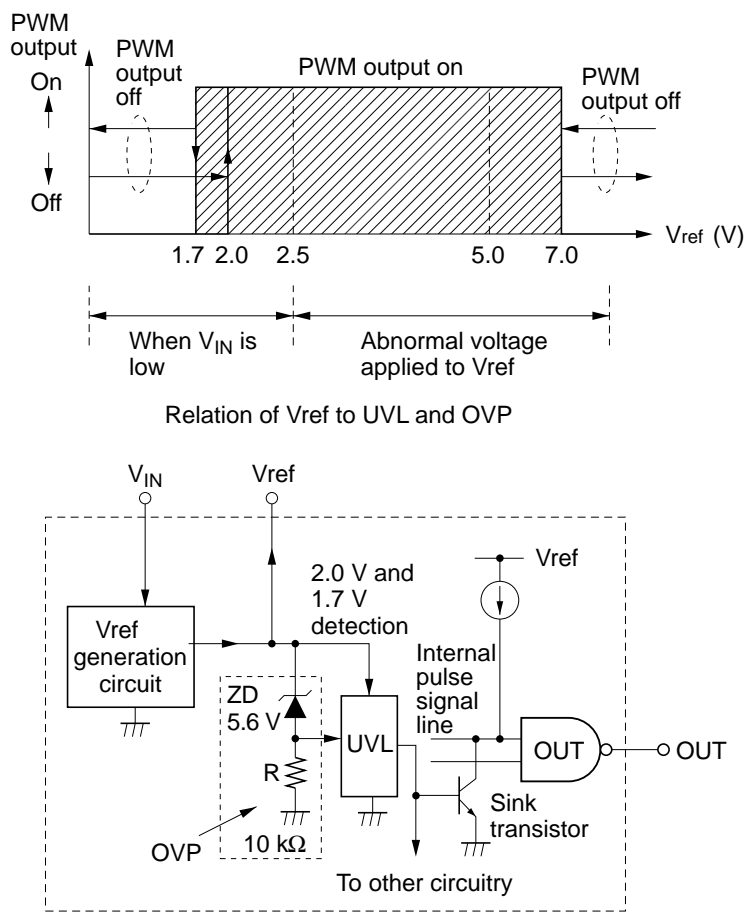 PWM
output
On
Off
PWM
output
off
PWM output on
PWM
output off
1.7
2.0
2.5
5.0
7.0
Vref (V)
When VIN is
low
Abnormal voltage
applied to Vref
Relation of Vref to UVL and OVP
VIN
Vref
2.0 V and
1.7 V
detection
Vref
Vref
generation
circuit
Internal
pulse
signal
line
ZD
5.6 V
UVL
OUT
OUT
R
Sink
transistor
OVP
10 kΩ
To other circuitry